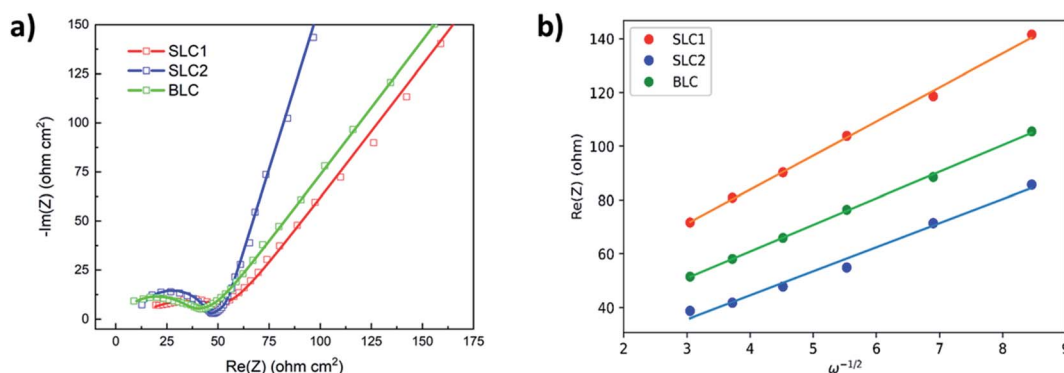 a)
150
125
100
75
50
25
0
-Im(Z) (ohm cm²)
SLC1
SLC2
BLC
0 25 50 75 100 125 150 175
Re(Z) (ohm cm²)
b)
140
120
100
80
60
40
Re(Z) (ohm)
SLC1
SLC2
BLC
2 3 4 5 6 7 8 9
ω⁻¹/²